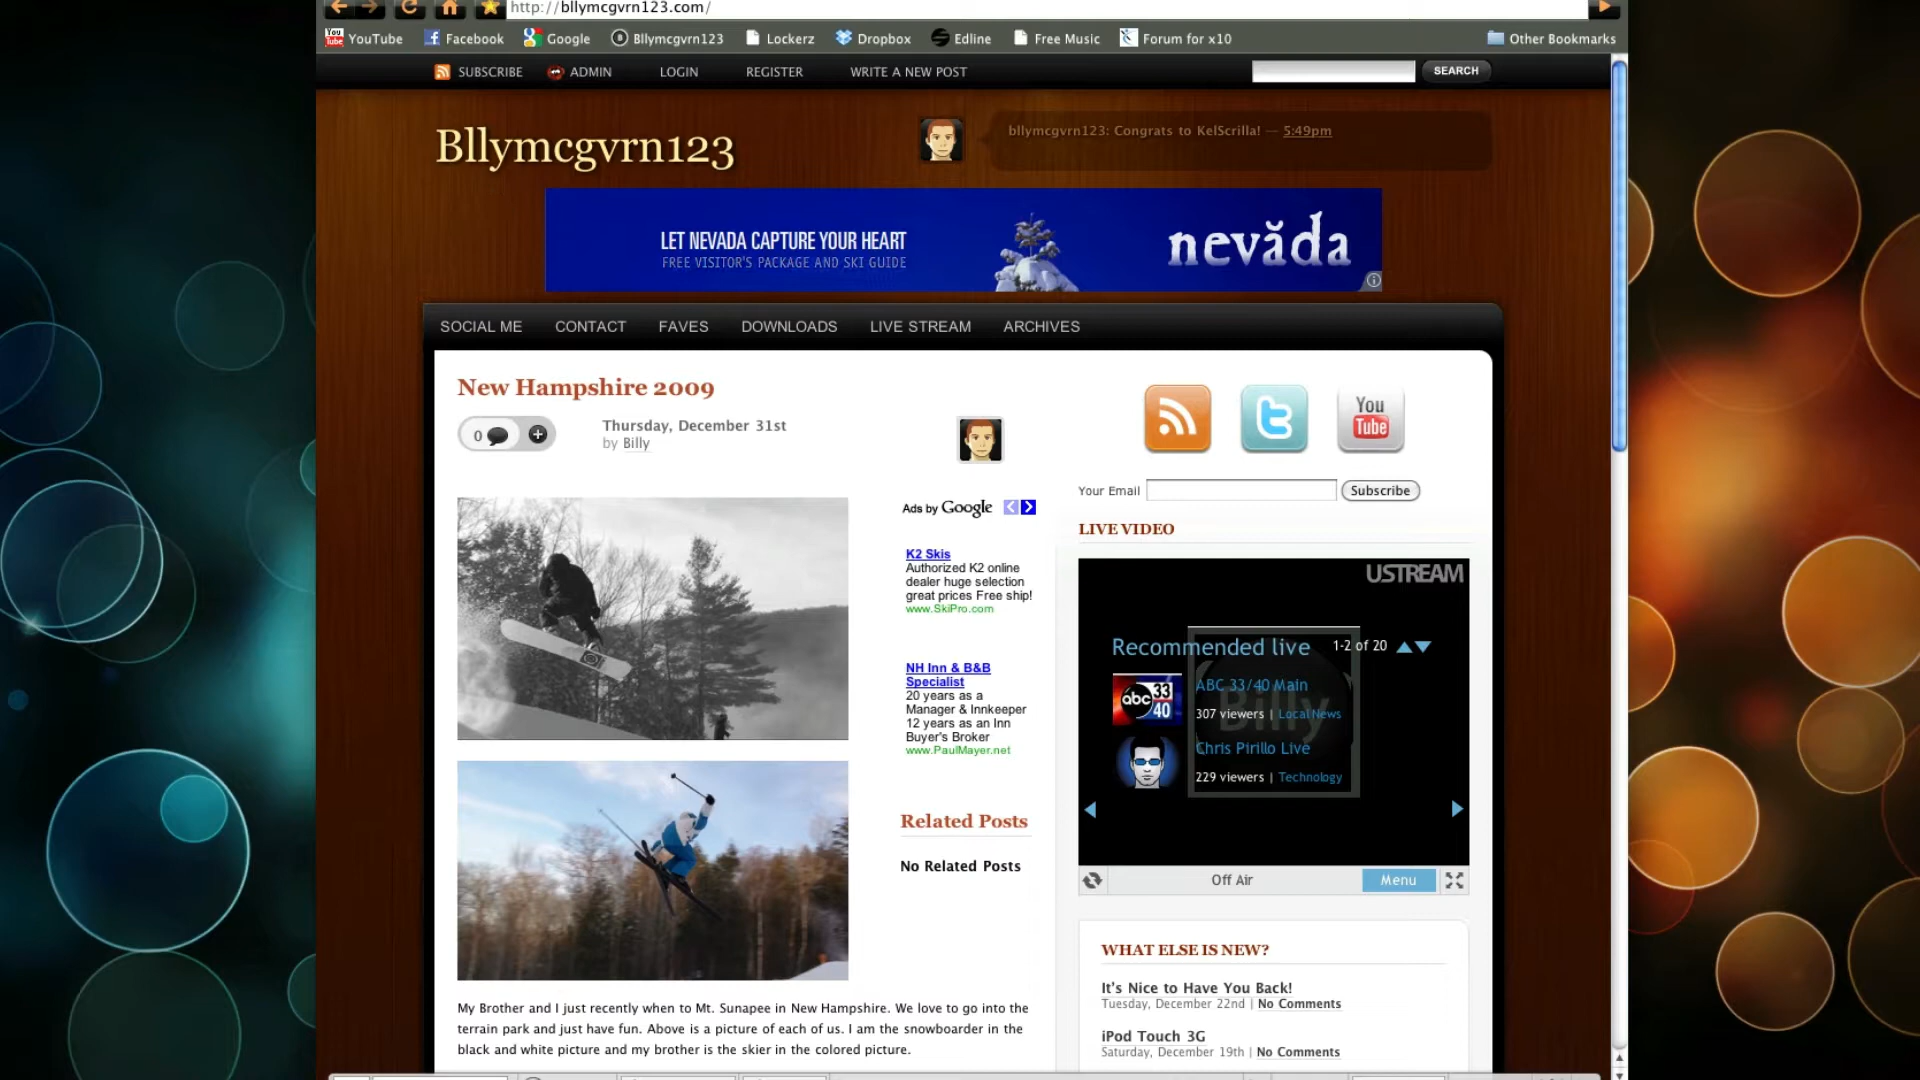 http://bllymcgvrn123.com/
YouTube Facebook Google Bllymcgvrn123 Lockerz Dropbox Edline Free Music Forum for x10 Other Bookmarks
SUBSCRIBE ADMIN LOGIN REGISTER WRITE A NEW POST SEARCH
Bllymcgvrn123
bllymcgvrn123: Congrats to KelScrilla! — 5:49pm
LET NEVADA CAPTURE YOUR HEART
FREE VISITOR'S PACKAGE AND SKI GUIDE
nevăda
SOCIAL ME CONTACT FAVES DOWNLOADS LIVE STREAM ARCHIVES
New Hampshire 2009
0
Thursday, December 31st
by Billy
Ads by Google
K2 Skis
Authorized K2 online
dealer huge selection
great prices Free ship!
www.SkiPro.com
NH Inn & B&B
Specialist
20 years as a
Manager & Innkeeper
12 years as an Inn
Buyer's Broker
www.PaulMayer.net
Related Posts
No Related Posts
My Brother and I just recently when to Mt. Sunapee in New Hampshire. We love to go into the
terrain park and just have fun. Above is a picture of each of us. I am the snowboarder in the
black and white picture and my brother is the skier in the colored picture.
You
Tube
Your Email Subscribe
LIVE VIDEO
USTREAM
Recommended live 1-2 of 20
abc 33 40
ABC 33/40 Main
307 viewers | Local News
Billy
Chris Pirillo Live
229 viewers | Technology
Off Air Menu
WHAT ELSE IS NEW?
It's Nice to Have You Back!
Tuesday, December 22nd | No Comments
iPod Touch 3G
Saturday, December 19th | No Comments